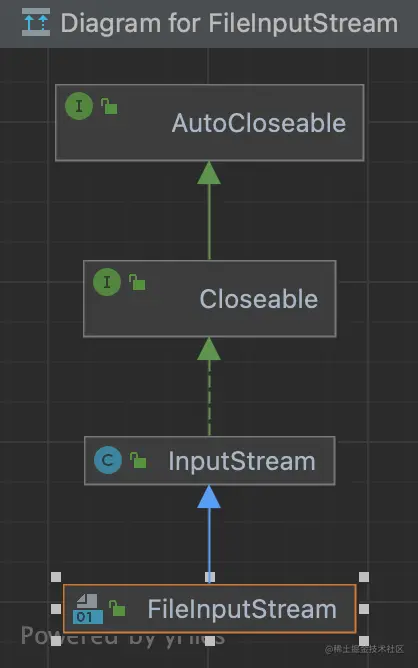 Diagram for FileInputStream
I
AutoCloseable
I
Closeable
C
InputStream
01
FileInputStream
Powered by yFiles
@稀土掘金技术社区